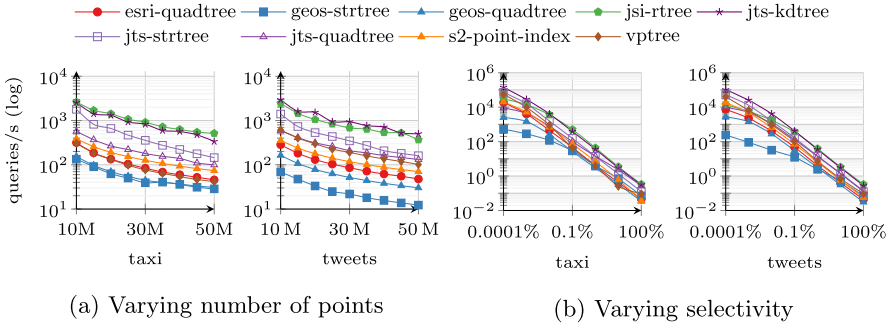 esri-quadtree geos-strtree geos-quadtree jsi-rtree jts-kdtree
jts-strtree jts-quadtree s2-point-index vptree
queries/s (log)
10^4 10^4 10^6 10^6
10^3 10^3 10^4 10^4
10^2 10^2 10^2 10^2
10^0 10^0
10^1 10^1 10^−2 10^−2
10 M 30 M 50 M 10 M 30 M 50 M 0.0001% 0.1% 100% 0.0001% 0.1% 100%
taxi tweets taxi tweets
(a) Varying number of points (b) Varying selectivity